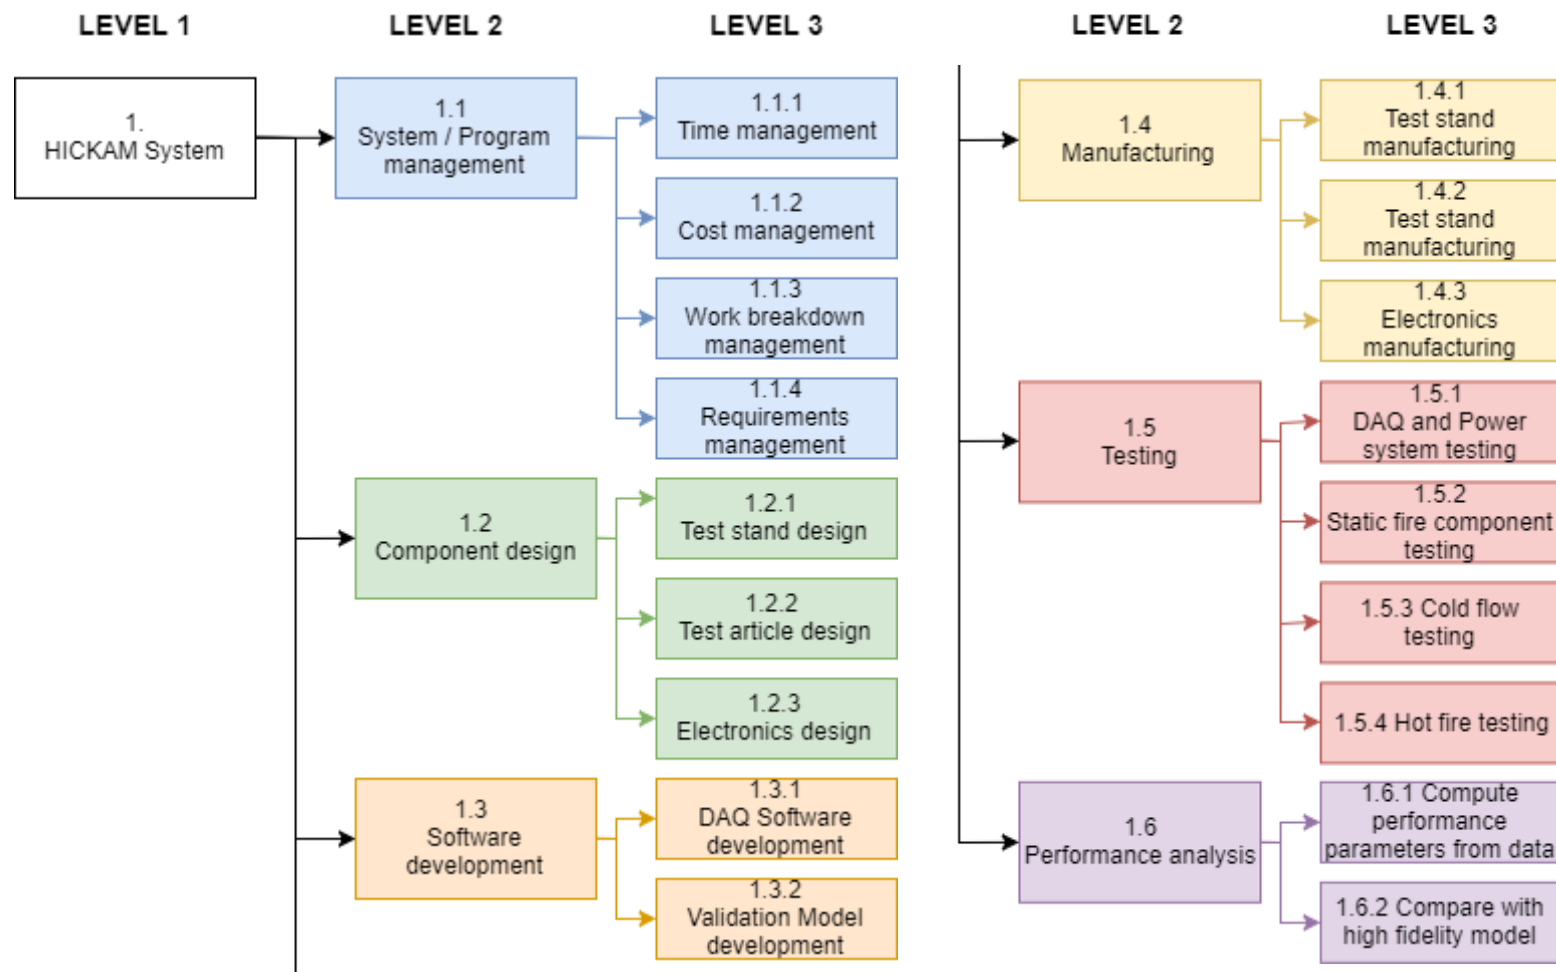 LEVEL 1
LEVEL 2
LEVEL 3
1.
HICKAM System
1.1
System / Program
management
1.1.1
Time management
1.1.2
Cost management
1.1.3
Work breakdown
management
1.1.4
Requirements
management
1.2
Component design
1.2.1
Test stand design
1.2.2
Test article design
1.2.3
Electronics design
1.3
Software
development
1.3.1
DAQ Software
development
1.3.2
Validation Model
development
LEVEL 2
LEVEL 3
1.4
Manufacturing
1.4.1
Test stand
manufacturing
1.4.2
Test stand
manufacturing
1.4.3
Electronics
manufacturing
1.5
Testing
1.5.1
DAQ and Power
system testing
1.5.2
Static fire component
testing
1.5.3 Cold flow
testing
1.5.4 Hot fire testing
1.6
Performance analysis
1.6.1 Compute
performance
parameters from data
1.6.2 Compare with
high fidelity model